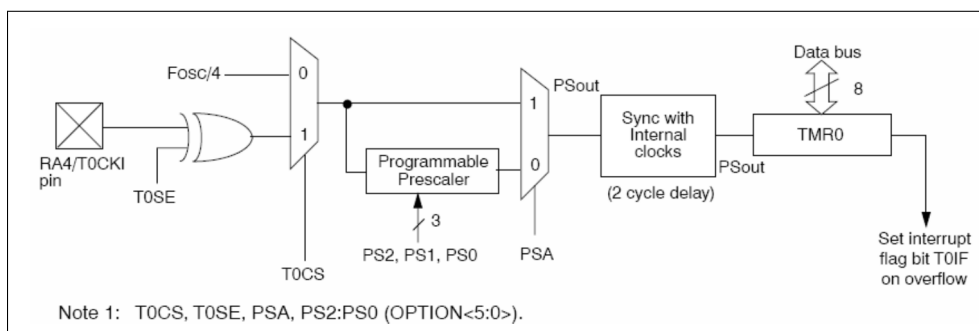 Data bus
8
Fosc/4
0
PSout
1
Sync with
Internal
clocks
TMR0
1
RA4/T0CKI
pin
Programmable
Prescaler
0
PSout
T0SE
(2 cycle delay)
3
PS2, PS1, PS0
PSA
Set interrupt
flag bit T0IF
on overflow
T0CS
Note 1: T0CS, T0SE, PSA, PS2:PS0 (OPTION<5:0>).